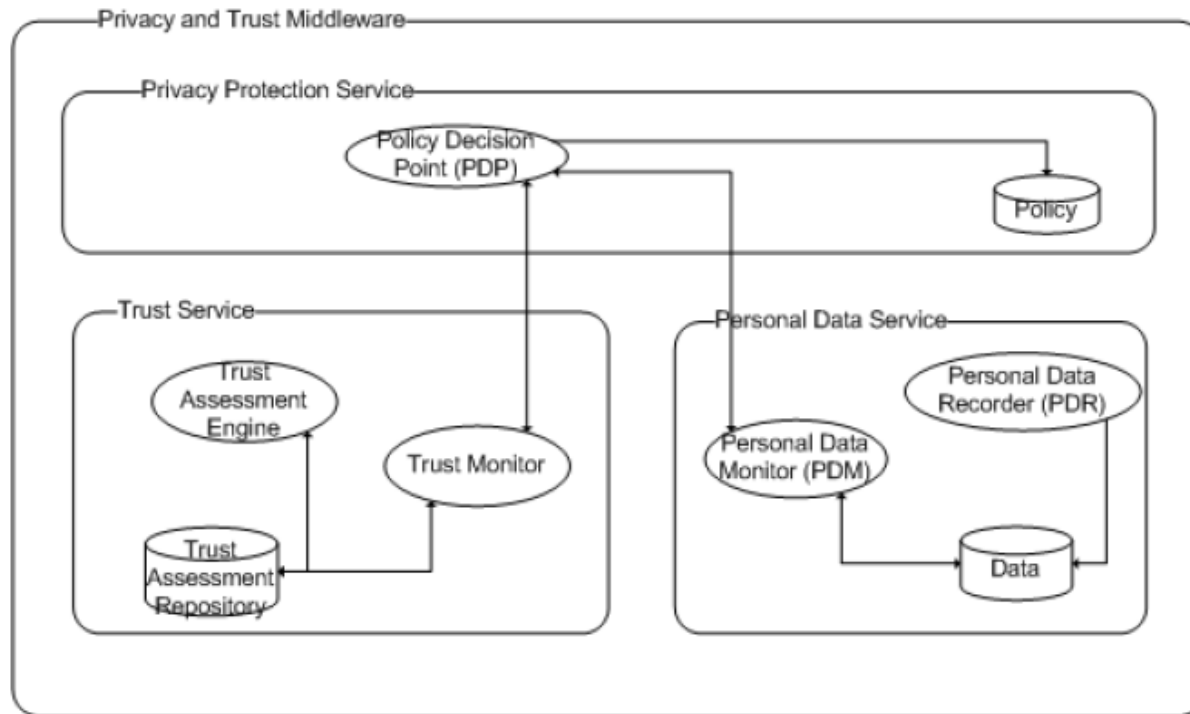 Privacy and Trust Middleware
Privacy Protection Service
Policy Decision
Point (PDP)
Policy
Trust Service
Trust
Assessment
Engine
Trust Monitor
Trust
Assessment
Repository
Personal Data Service
Personal Data
Recorder (PDR)
Personal Data
Monitor (PDM)
Data